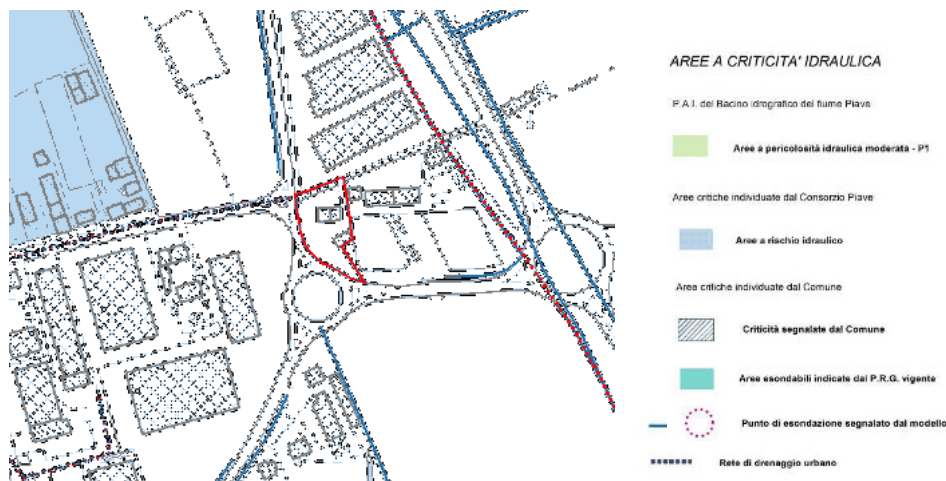 AREE A CRITICITA' IDRAULICA
P.A.I. del Bacino idrografico del fiume Piave
Aree a pericolosità idraulica moderata - P1
Aree critiche individuate dal Consorzio Piave
Aree a rischio idraulico
Aree critiche individuate dal Comune
Criticità segnalate dal Comune
Aree esondabili indicate dal P.R.G. vigente
Punto di esondazione segnalato dal modello
Rete di drenaggio urbano